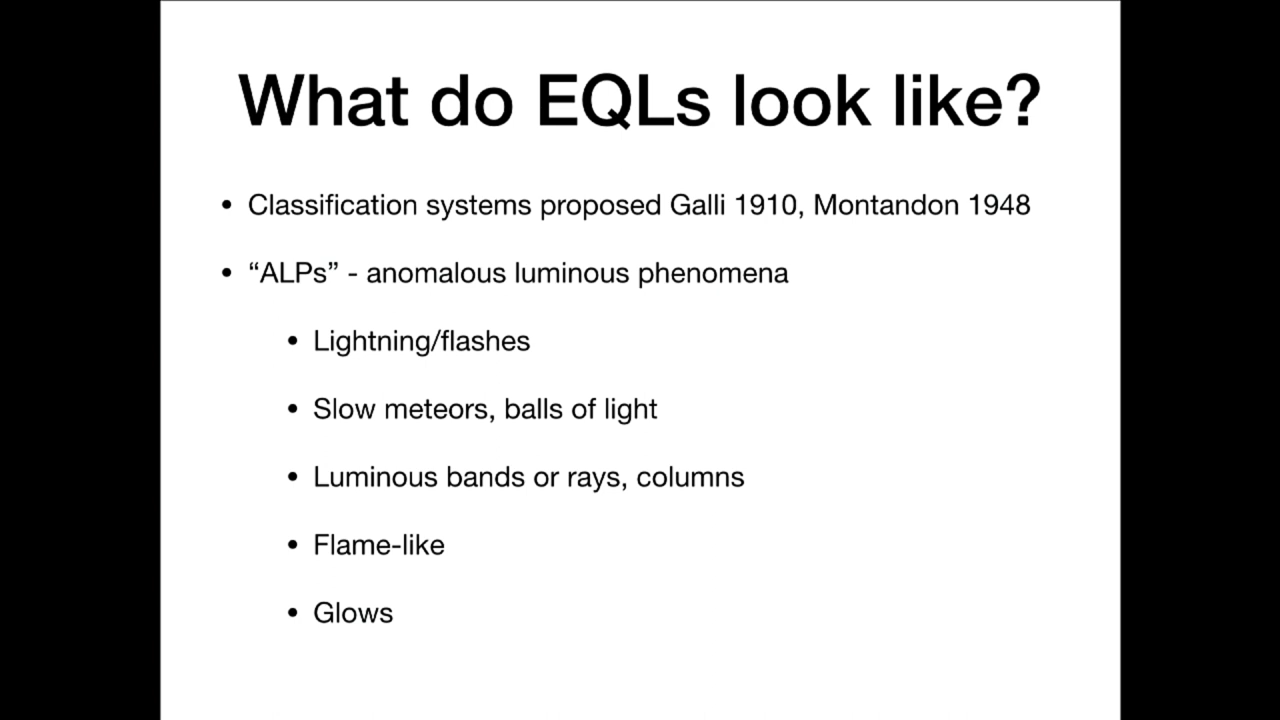 What do EQLs look like?
• Classification systems proposed Galli 1910, Montandon 1948
• “ALPs” - anomalous luminous phenomena
• Lightning/flashes
• Slow meteors, balls of light
• Luminous bands or rays, columns
• Flame-like
• Glows